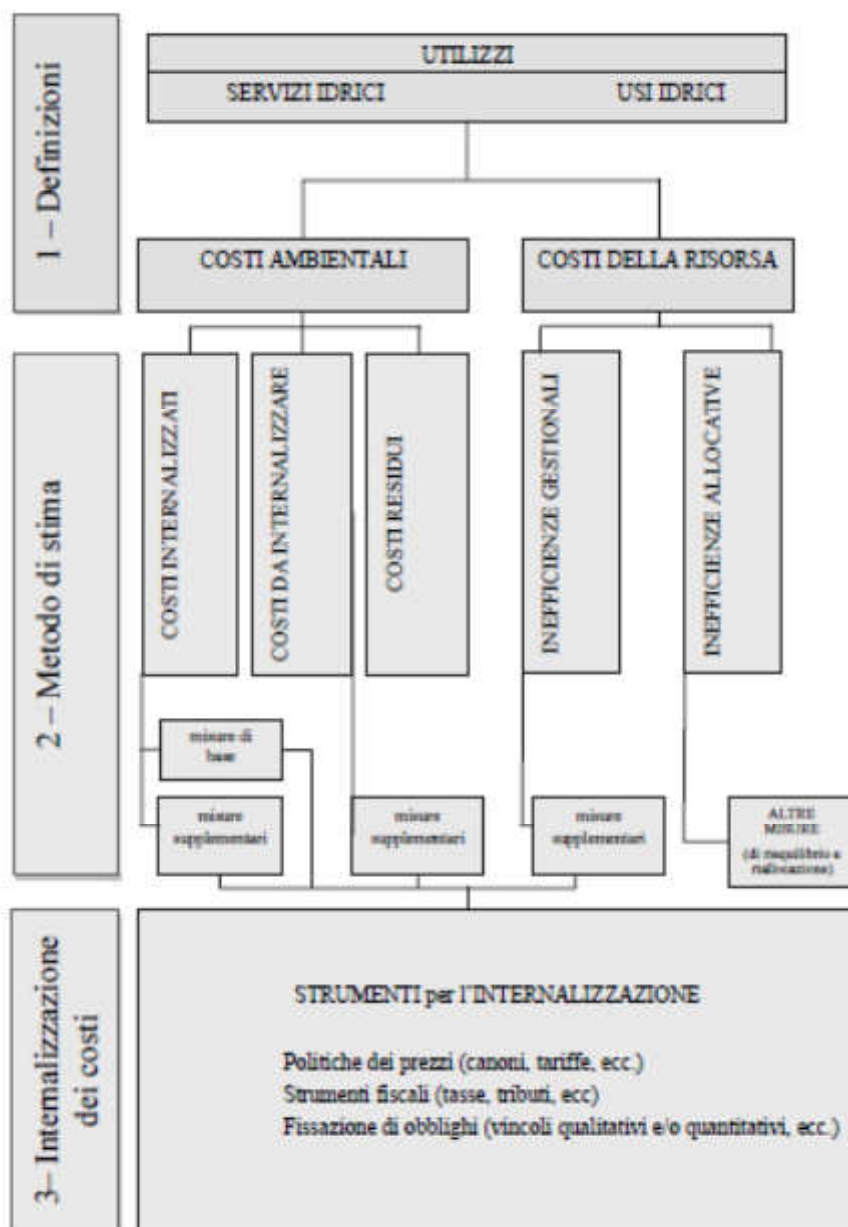 1 – Definizioni
UTILIZZI
SERVIZI IDRICI USI IDRICI
COSTI AMBIENTALI
COSTI DELLA RISORSA
2 – Metodo di stima
COSTI INTERNALIZZATI
COSTI DA INTERNALIZZARE
COSTI RESIDUI
INEFFICIENZE GESTIONALI
INEFFICIENZE ALLOCATIVE
misure di
base
misure
supplementari
misure
supplementari
misure
supplementari
ALTRE
MISURE
(di riequilibrio e
riallocazione)
3– Internalizzazione
dei costi
STRUMENTI per l'INTERNALIZZAZIONE
Politiche dei prezzi (canoni, tariffe, ecc.)
Strumenti fiscali (tasse, tributi, ecc)
Fissazione di obblighi (vincoli qualitativi e/o quantitativi, ecc.)